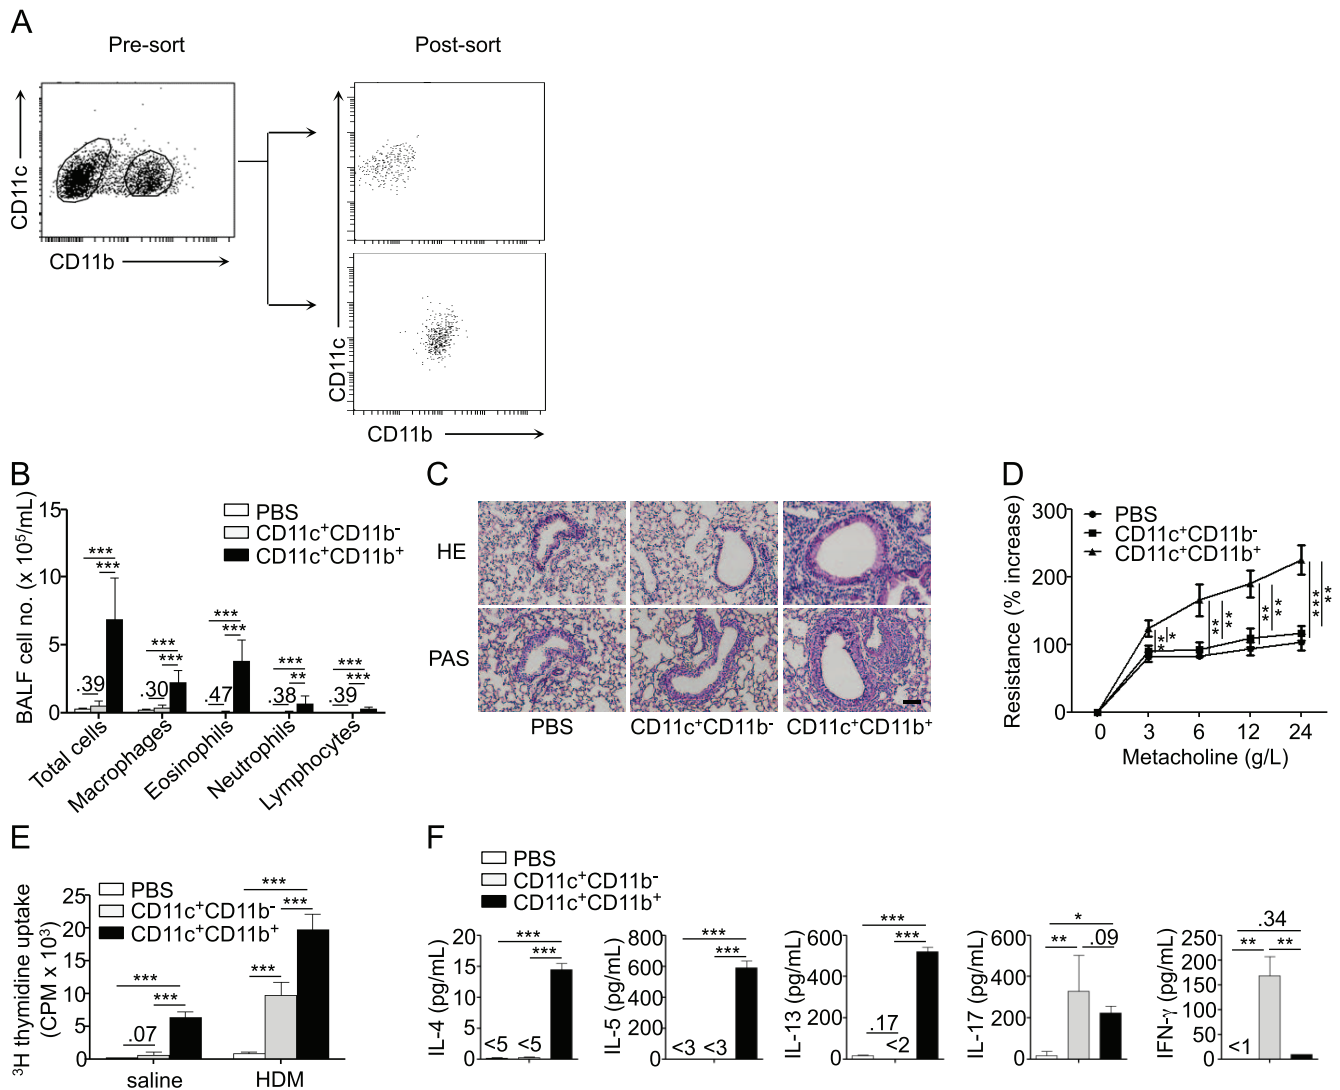 A
Pre-sort
Post-sort
CD11c
CD11b
CD11c
CD11b
B
BALF cell no. (x 10⁵/mL)
15
10
5
0
PBS
CD11c⁺CD11b⁻
CD11c⁺CD11b⁺
***
***
.39
***
***
.30
***
***
.47
***
**
.38
***
***
.39
Total cells
Macrophages
Eosinophils
Neutrophils
Lymphocytes
C
HE
PAS
PBS
CD11c⁺CD11b⁻
CD11c⁺CD11b⁺
D
Resistance (% increase)
300
200
100
0
PBS
CD11c⁺CD11b⁻
CD11c⁺CD11b⁺
**
*
**
**
**
**
***
**
0 3 6 12 24
Metacholine (g/L)
E
³H thymidine uptake
(CPM x 10³)
25
20
15
10
5
0
PBS
CD11c⁺CD11b⁻
CD11c⁺CD11b⁺
***
***
.07
***
***
***
saline
HDM
F
PBS
CD11c⁺CD11b⁻
CD11c⁺CD11b⁺
IL-4 (pg/mL)
20
15
10
5
0
***
***
<5 <5
IL-5 (pg/mL)
800
600
400
200
0
***
***
<3 <3
IL-13 (pg/mL)
600
400
200
0
***
***
.17
<2
IL-17 (pg/mL)
600
400
200
0
*
**
.09
IFN-γ (pg/mL)
250
200
150
100
50
0
.34
**
**
<1